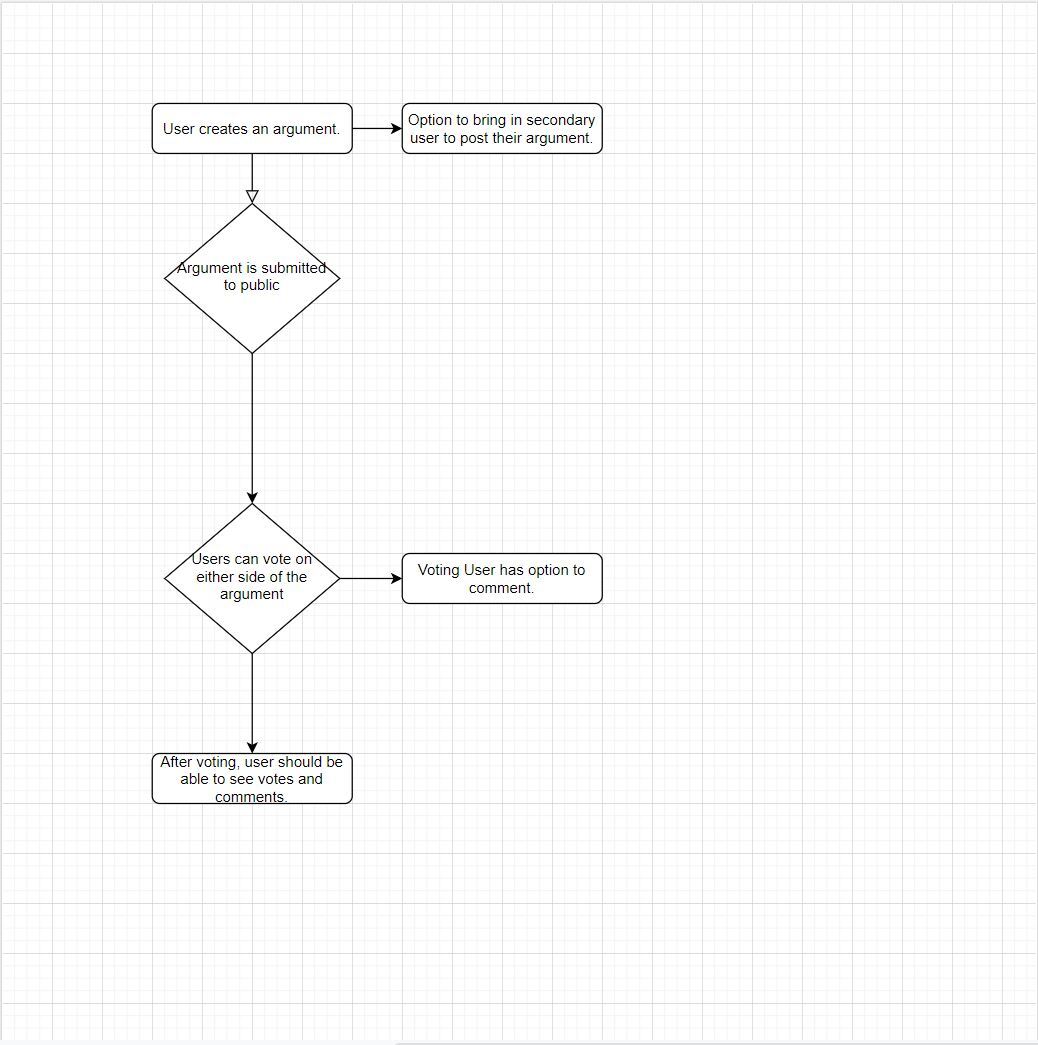 User creates an argument.
Option to bring in secondary
user to post their argument.
Argument is submitted
to public
Users can vote on
either side of the
argument
Voting User has option to
comment.
After voting, user should be
able to see votes and
comments.